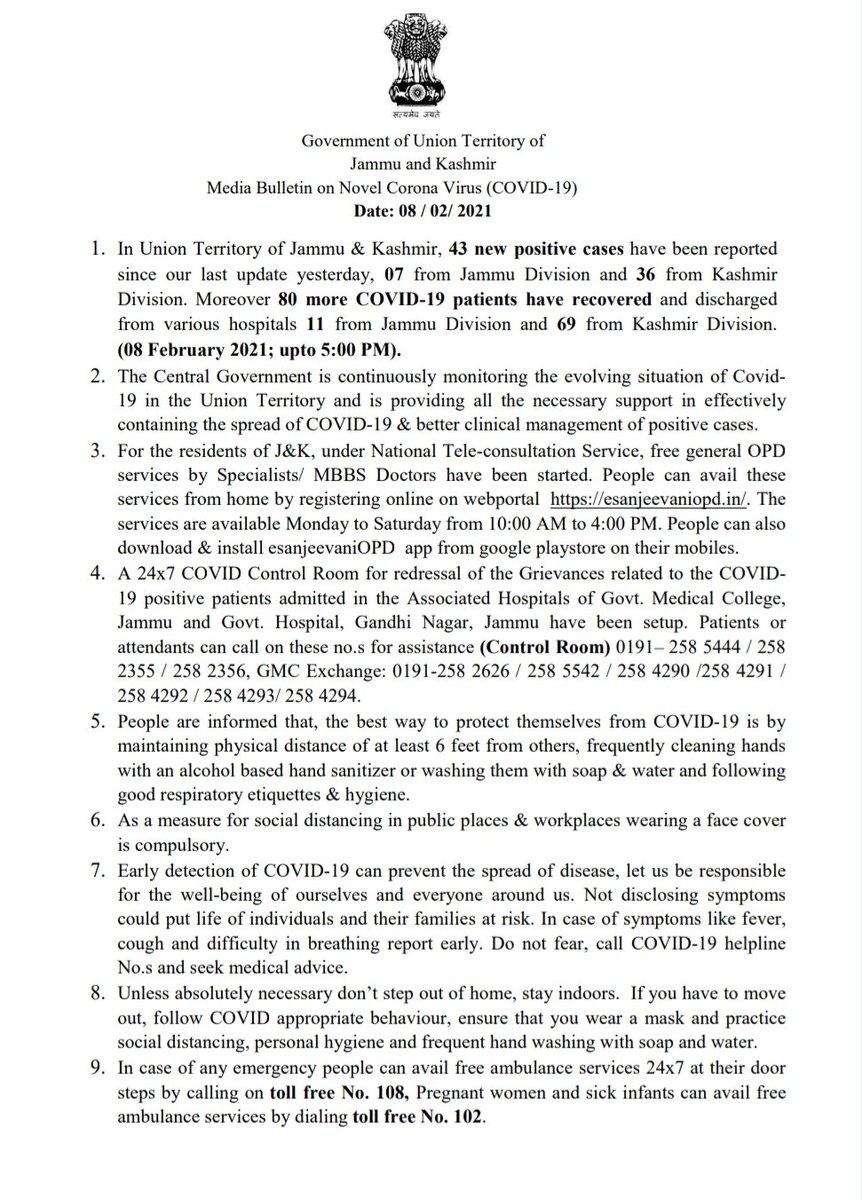 सत्यमेव जयते
Government of Union Territory of
Jammu and Kashmir
Media Bulletin on Novel Corona Virus (COVID-19)
Date: 08 / 02/ 2021
1. In Union Territory of Jammu & Kashmir, 43 new positive cases have been reported
since our last update yesterday, 07 from Jammu Division and 36 from Kashmir
Division. Moreover 80 more COVID-19 patients have recovered and discharged
from various hospitals 11 from Jammu Division and 69 from Kashmir Division.
(08 February 2021; upto 5:00 PM).
2. The Central Government is continuously monitoring the evolving situation of Covid-
19 in the Union Territory and is providing all the necessary support in effectively
containing the spread of COVID-19 & better clinical management of positive cases.
3. For the residents of J&K, under National Tele-consultation Service, free general OPD
services by Specialists/ MBBS Doctors have been started. People can avail these
services from home by registering online on webportal https://esanjeevaniopd.in/. The
services are available Monday to Saturday from 10:00 AM to 4:00 PM. People can also
download & install esanjeevaniOPD app from google playstore on their mobiles.
4. A 24x7 COVID Control Room for redressal of the Grievances related to the COVID-
19 positive patients admitted in the Associated Hospitals of Govt. Medical College,
Jammu and Govt. Hospital, Gandhi Nagar, Jammu have been setup. Patients or
attendants can call on these no.s for assistance (Control Room) 0191– 258 5444 / 258
2355 / 258 2356, GMC Exchange: 0191-258 2626 / 258 5542 / 258 4290 /258 4291 /
258 4292 / 258 4293/ 258 4294.
5. People are informed that, the best way to protect themselves from COVID-19 is by
maintaining physical distance of at least 6 feet from others, frequently cleaning hands
with an alcohol based hand sanitizer or washing them with soap & water and following
good respiratory etiquettes & hygiene.
6. As a measure for social distancing in public places & workplaces wearing a face cover
is compulsory.
7. Early detection of COVID-19 can prevent the spread of disease, let us be responsible
for the well-being of ourselves and everyone around us. Not disclosing symptoms
could put life of individuals and their families at risk. In case of symptoms like fever,
cough and difficulty in breathing report early. Do not fear, call COVID-19 helpline
No.s and seek medical advice.
8. Unless absolutely necessary don’t step out of home, stay indoors. If you have to move
out, follow COVID appropriate behaviour, ensure that you wear a mask and practice
social distancing, personal hygiene and frequent hand washing with soap and water.
9. In case of any emergency people can avail free ambulance services 24x7 at their door
steps by calling on toll free No. 108, Pregnant women and sick infants can avail free
ambulance services by dialing toll free No. 102.